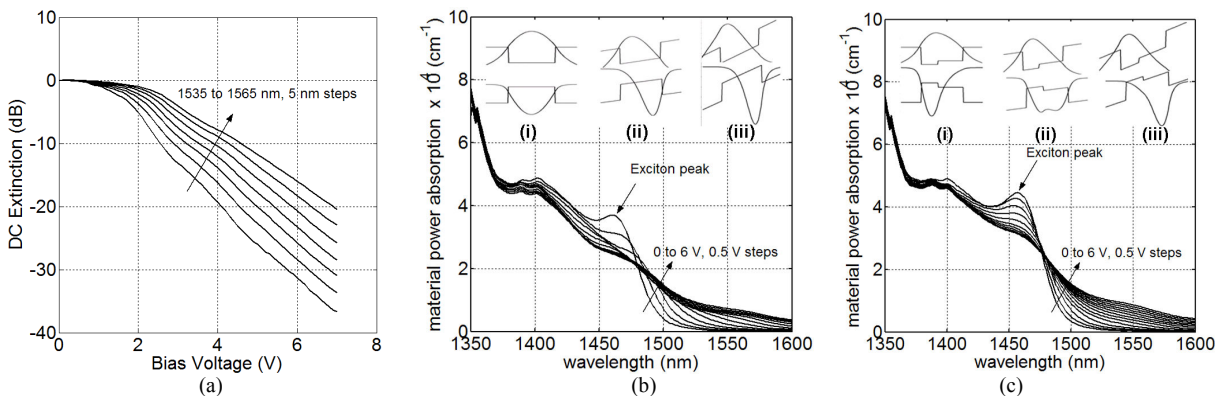 10
0
-10
-20
-30
-40
0
2
4
6
8
DC Extinction (dB)
Bias Voltage (V)
1535 to 1565 nm, 5 nm steps
(a)
10
8
6
4
2
0
1350
1400
1450
1500
1550
1600
material power absorption x 10⁴ (cm⁻¹)
wavelength (nm)
(i)
(ii)
(iii)
Exciton peak
0 to 6 V, 0.5 V steps
(b)
10
8
6
4
2
0
1350
1400
1450
1500
1550
1600
material power absorption x 10⁴ (cm⁻¹)
wavelength (nm)
(i)
(ii)
(iii)
Exciton peak
0 to 6 V, 0.5 V steps
(c)